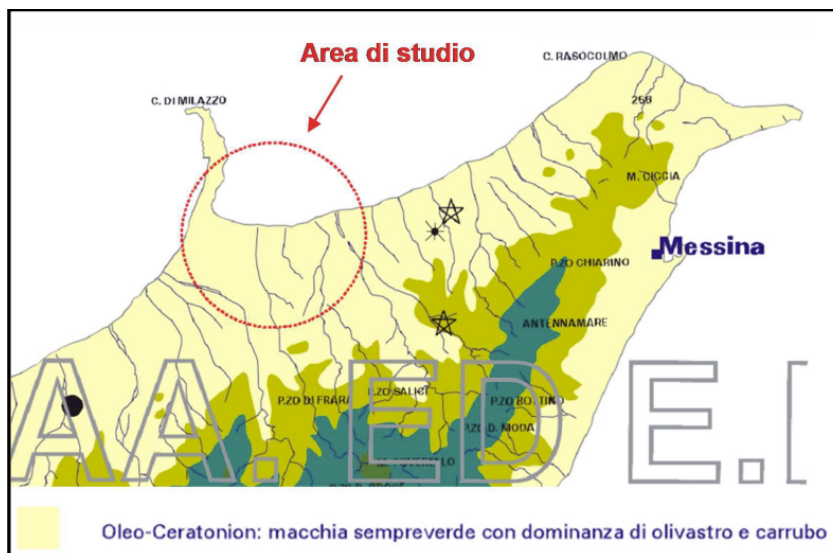 Area di studio
C. RASOCOLMO
C. DI MILAZZO
268
M. CICCIA
Messina
P.ZO CHIARINO
ANTENNAMARE
P.ZO DI FRARA
P.ZO SALICI
P.ZO BOTTINO
P.ZO D. MODA
AA. ED E.
Oleo-Ceratonion: macchia sempreverde con dominanza di olivastro e carrubo